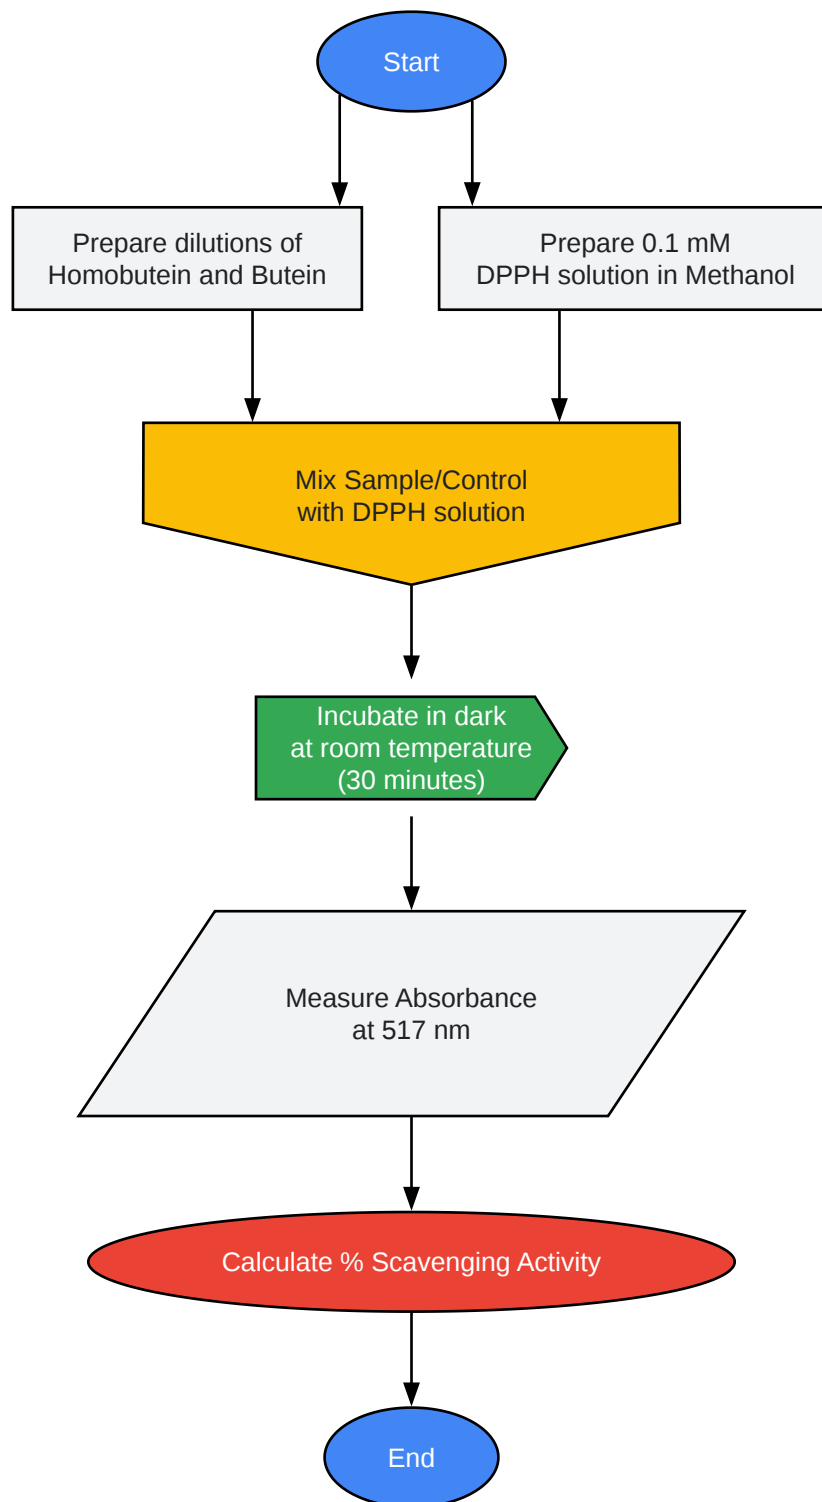 Start
Prepare dilutions of
Homobutein and Butein
Prepare 0.1 mM
DPPH solution in Methanol
Mix Sample/Control
with DPPH solution
Incubate in dark
at room temperature
(30 minutes)
Measure Absorbance
at 517 nm
Calculate % Scavenging Activity
End